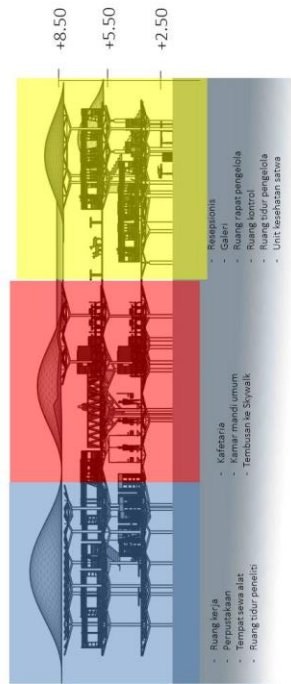 +8.50
+5.50
+2.50
- Ruang kerja
- Perpustakaan
- Tempat sewa alat
- Ruang tidur peneliti
- Kafetaria
- Kamar mandi umum
- Tembusan ke Skywalk
- Resepsionis
- Galeri
- Ruang rapat pengelola
- Ruang kontrol
- Ruang tidur pengelola
- Unit kesehatan satwa